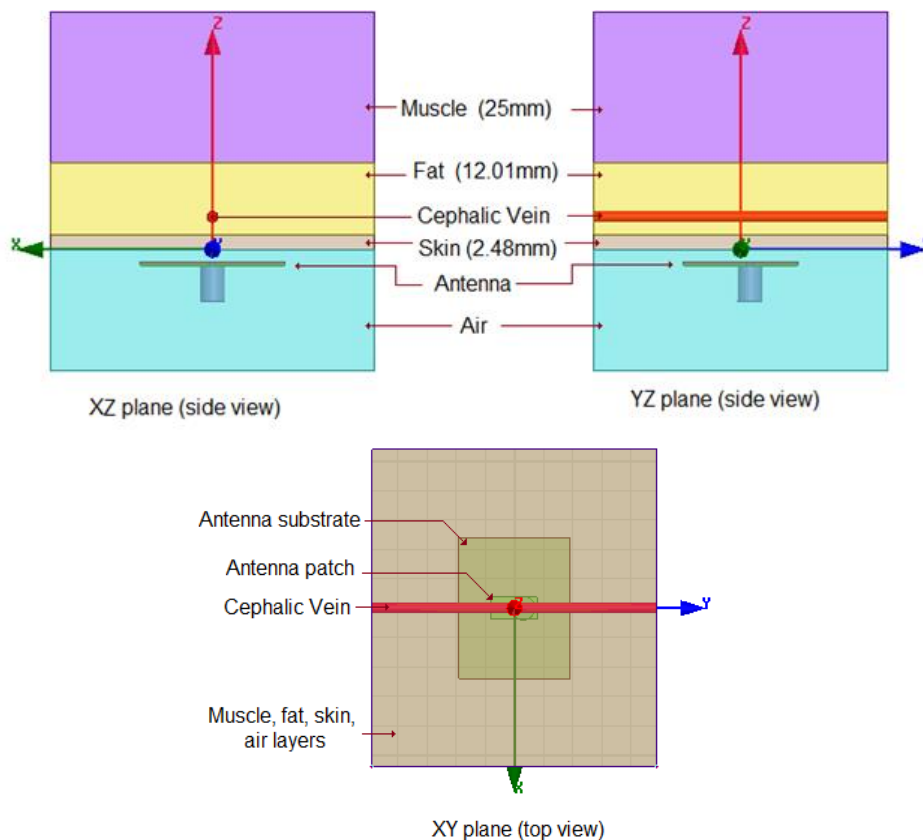 Z
Z
Muscle (25mm)
Fat (12.01mm)
Cephalic Vein
X
Y
Skin (2.48mm)
Antenna
Air
XZ plane (side view)
YZ plane (side view)
Antenna substrate
Antenna patch
Cephalic Vein
Z
Y
Muscle, fat, skin,
air layers
X
XY plane (top view)